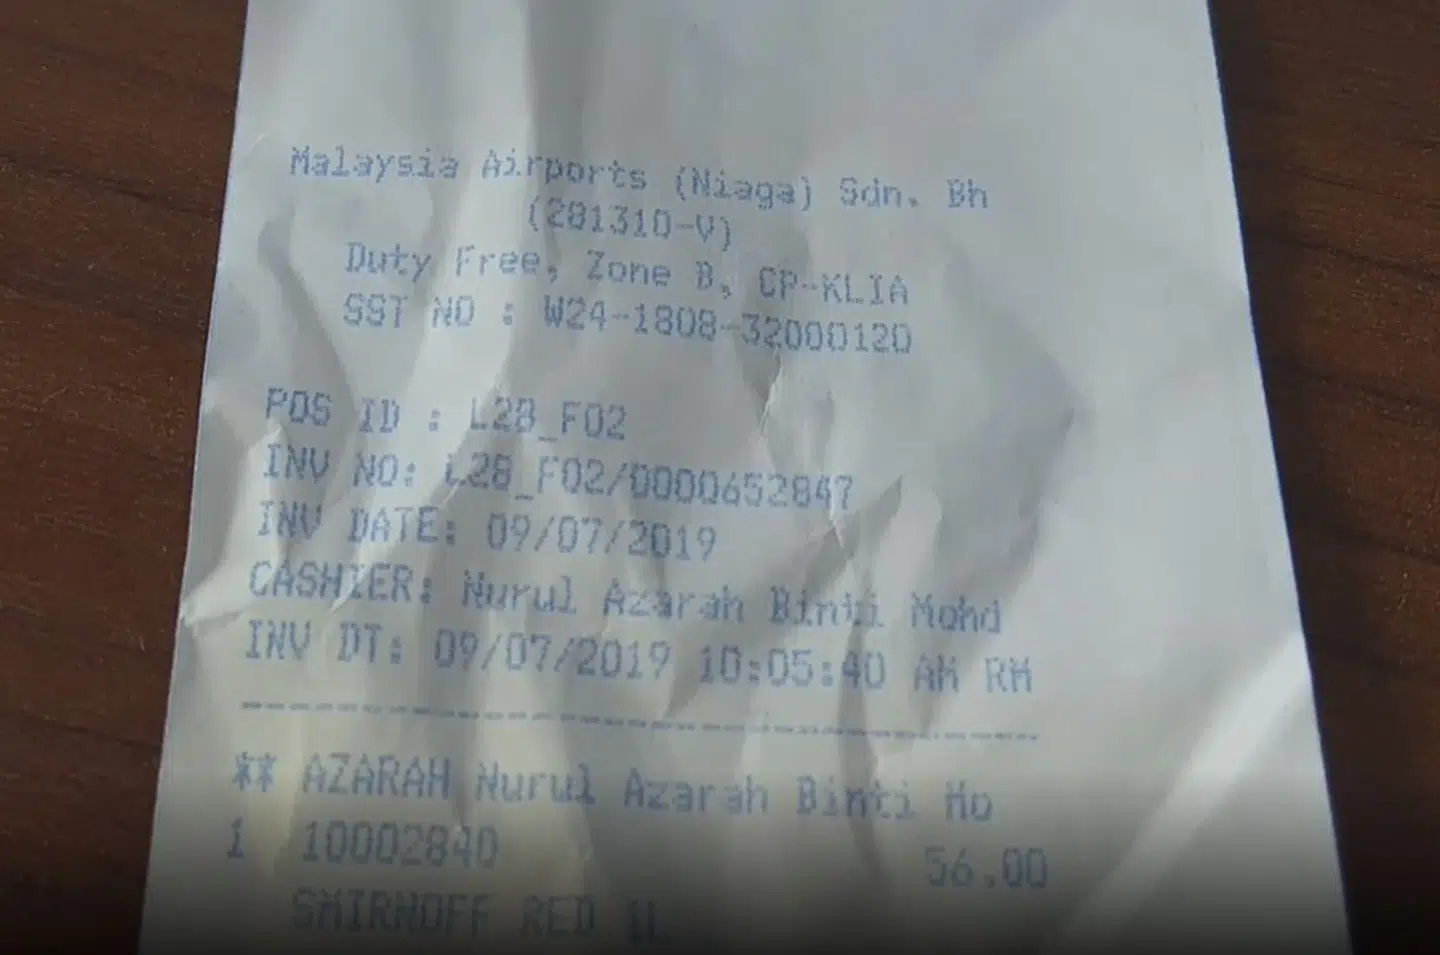 Malaysia Airports (Niaga) Sdn. Bh
(281310-V)
Duty Free, Zone B, CP-KLIA
SST NO : W24-1808-32000120
POS ID : L2B_F02
INV NO: L2B_F02/0000652847
INV DATE: 09/07/2019
CASHIER: Nurul Azarah Binti Mohd
INV DT: 09/07/2019 10:05:40 AM RM
** AZARAH Nurul Azarah Binti Mo
1 10002840 56.00
SMIRNOFF RED 1L